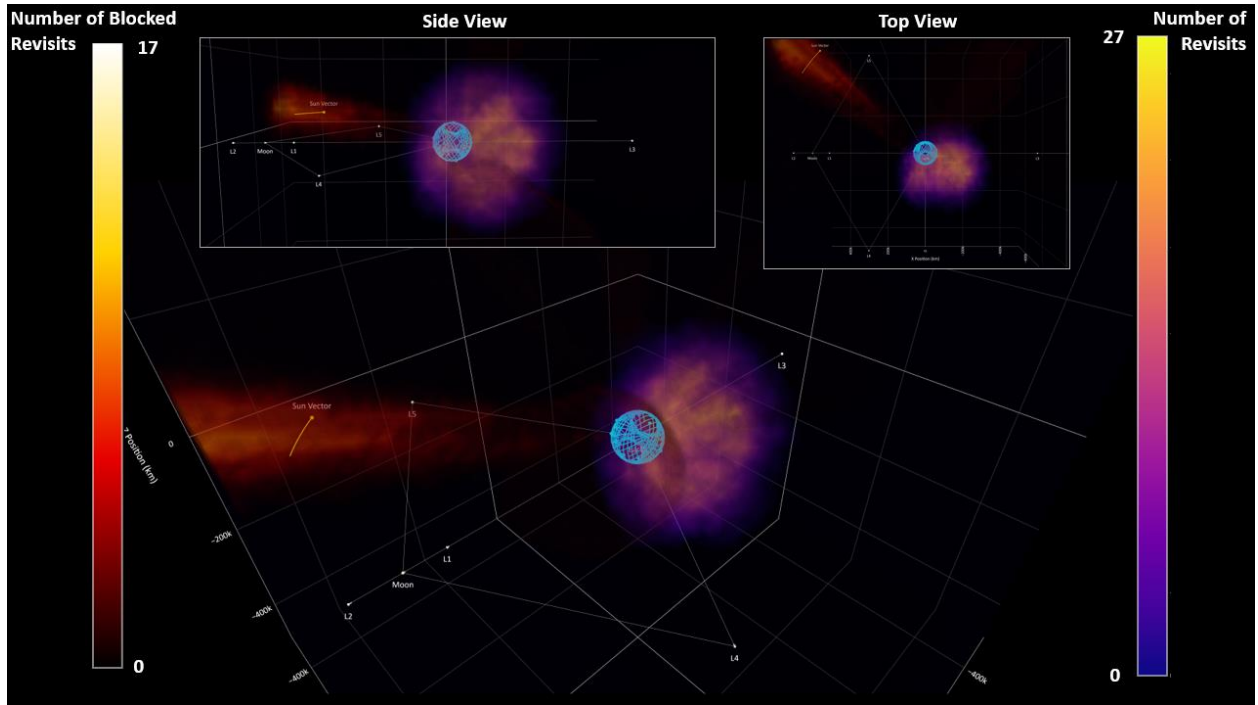 Number of Blocked
Revisits
17
0
Side View
Sun Vector
L5
L2
Moon
L1
L4
L3
Top View
Sun Vector
L5
L2
Moon
L1
L3
L4
X Position (km)
Number of
Revisits
27
0
Sun Vector
L5
L3
0
z Position (km)
−200k
−400k
−400k
L1
Moon
L2
L4
−400k